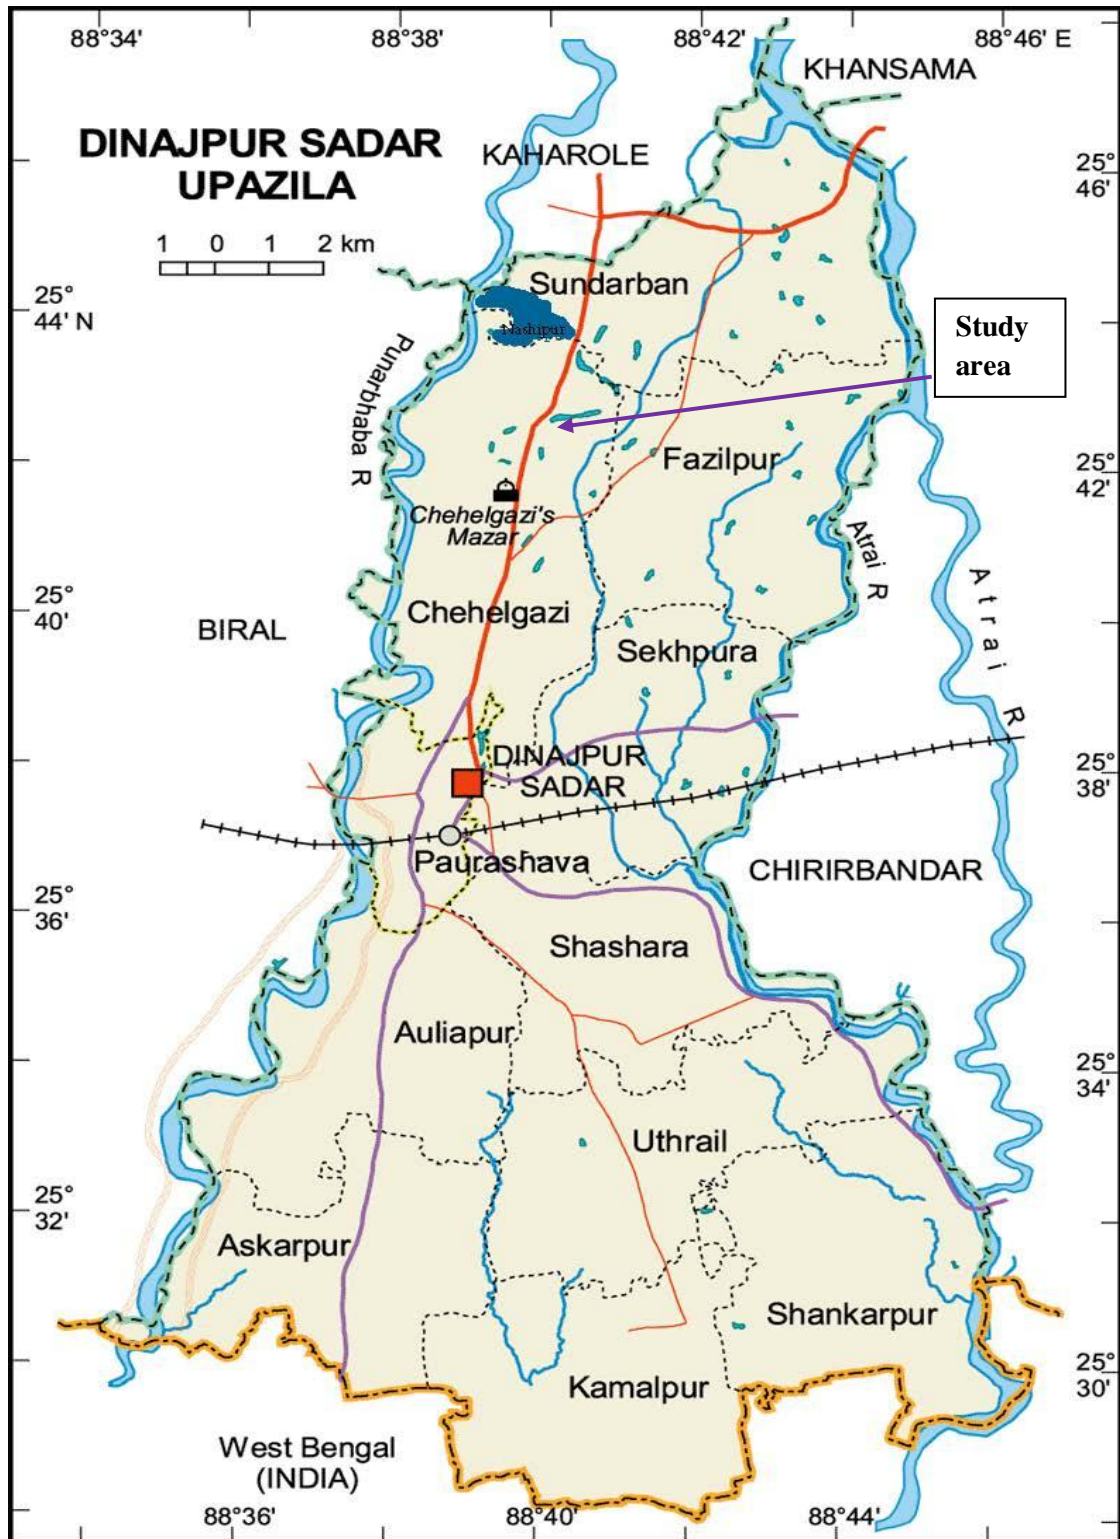 88°34'
88°38'
88°42'
88°46' E
KHANSAMA
DINAJPUR SADAR
UPAZILA
KAHAROLE
25°
46'
1 0 1 2 km
Sundarban
25°
44' N
Nashipur
Study
area
Punarbhaba R
Fazilpur
25°
42'
Chehelgazi's
Mazar
Atrai R
Atrai R
25°
40'
Chehelgazi
BIRAL
Sekhpura
DINAJPUR
SADAR
25°
38'
Paurashava
CHIRIRBANDAR
25°
36'
Shashara
Auliapur
25°
34'
Uthrail
25°
32'
Askarpur
Shankarpur
25°
30'
Kamalpur
West Bengal
(INDIA)
88°36'
88°40'
88°44'